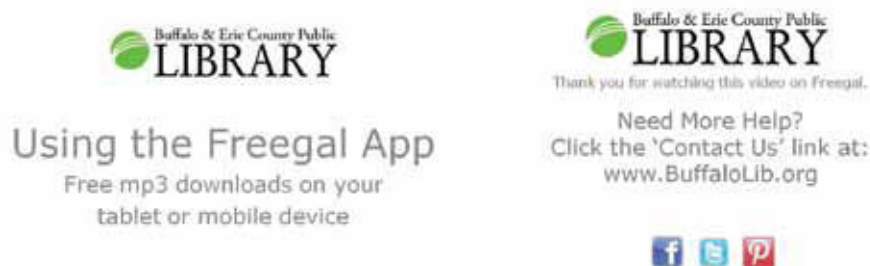 Buffalo & Erie County Public
LIBRARY
Using the Freegal App
Free mp3 downloads on your
tablet or mobile device
Buffalo & Erie County Public
LIBRARY
Thank you for watching this video on Freegal.
Need More Help?
Click the 'Contact Us' link at:
www.BuffaloLib.org